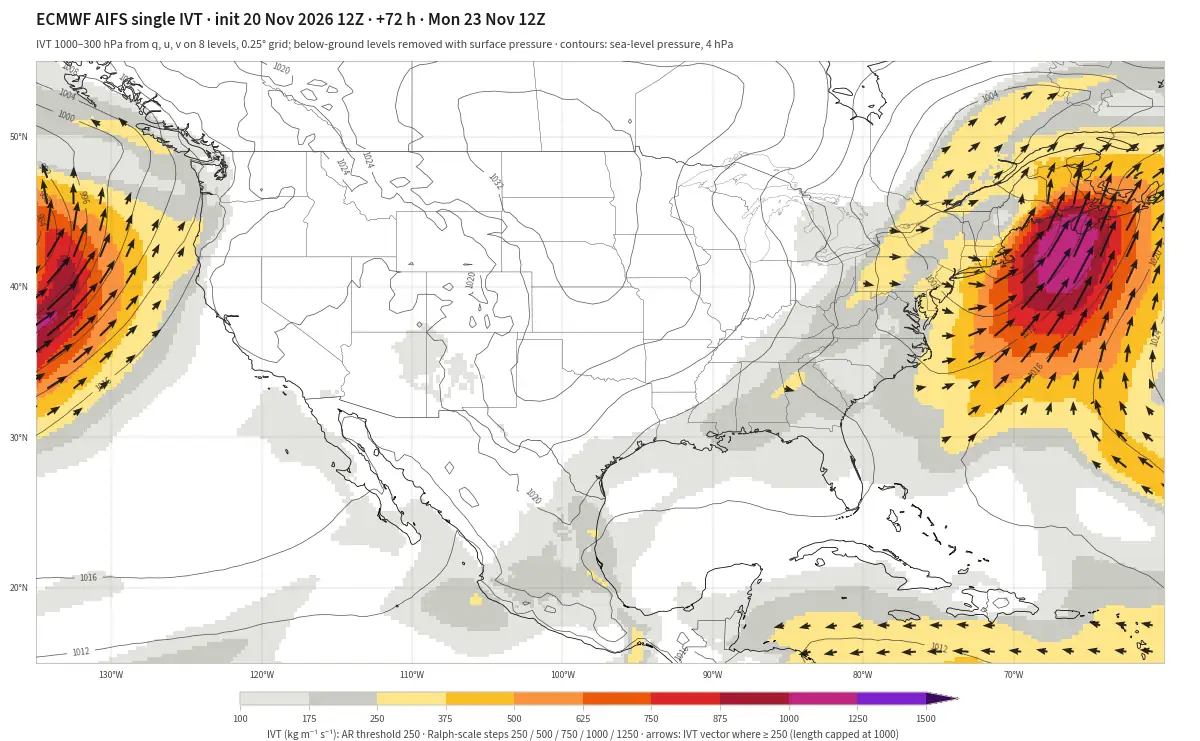 ECMWF AIFS single IVT · init 20 Nov 2026 12Z · +72 h · Mon 23 Nov 12Z
IVT 1000–300 hPa from q, u, v on 8 levels, 0.25° grid; below-ground levels removed with surface pressure · contours: sea-level pressure, 4 hPa
1020
1004
1004
1000
50°N
1024
1024
1032
996
1020
1020
40°N
1024
1016
1016
30°N
1020
1016
20°N
1012
1012
130°W 120°W 110°W 100°W 90°W 80°W 70°W
100 175 250 375 500 625 750 875 1000 1250 1500
IVT (kg m⁻¹ s⁻¹): AR threshold 250 · Ralph-scale steps 250 / 500 / 750 / 1000 / 1250 · arrows: IVT vector where ≥ 250 (length capped at 1000)